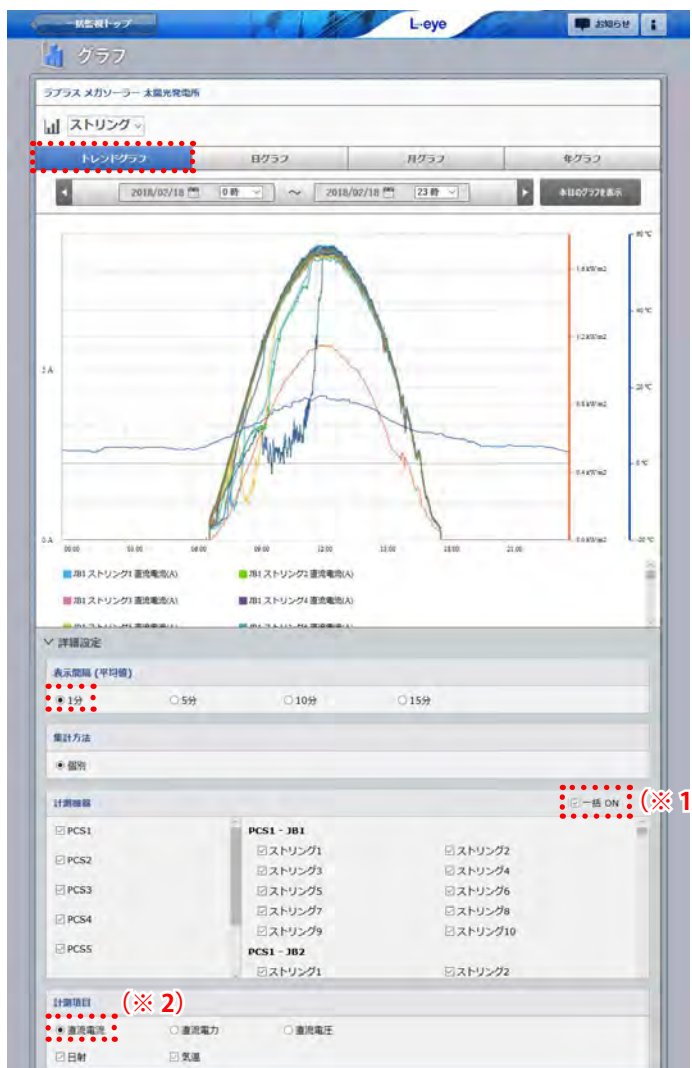 一括監視トップ
L·eye
お知らせ
i
グラフ
ラプラス メガソーラー 太陽光発電所
ストリング
トレンドグラフ 日グラフ 月グラフ 年グラフ
2018/02/18 0 時 ～ 2018/02/18 23 時 本日のグラフを表示
60 ℃
1.6 kW/m2
40 ℃
1.2 kW/m2
20 ℃
0.8 kW/m2
0 ℃
0.4 kW/m2
0 A 0.0 kW/m2 -20 ℃
00:00 03:00 06:00 09:00 12:00 15:00 18:00 21:00
JB1 ストリング1 直流電流(A) JB1 ストリング2 直流電流(A)
JB1 ストリング3 直流電流(A) JB1 ストリング4 直流電流(A)
詳細設定
表示間隔 (平均値)
1分 5分 10分 15分
集計方法
個別
計測機器 一括 ON (※ 1
PCS1
PCS2
PCS3
PCS4
PCS5
PCS1 - JB1
ストリング1 ストリング2
ストリング3 ストリング4
ストリング5 ストリング6
ストリング7 ストリング8
ストリング9 ストリング10
PCS1 - JB2
ストリング1 ストリング2
計測項目 (※ 2)
直流電流 直流電力 直流電圧
日射 気温